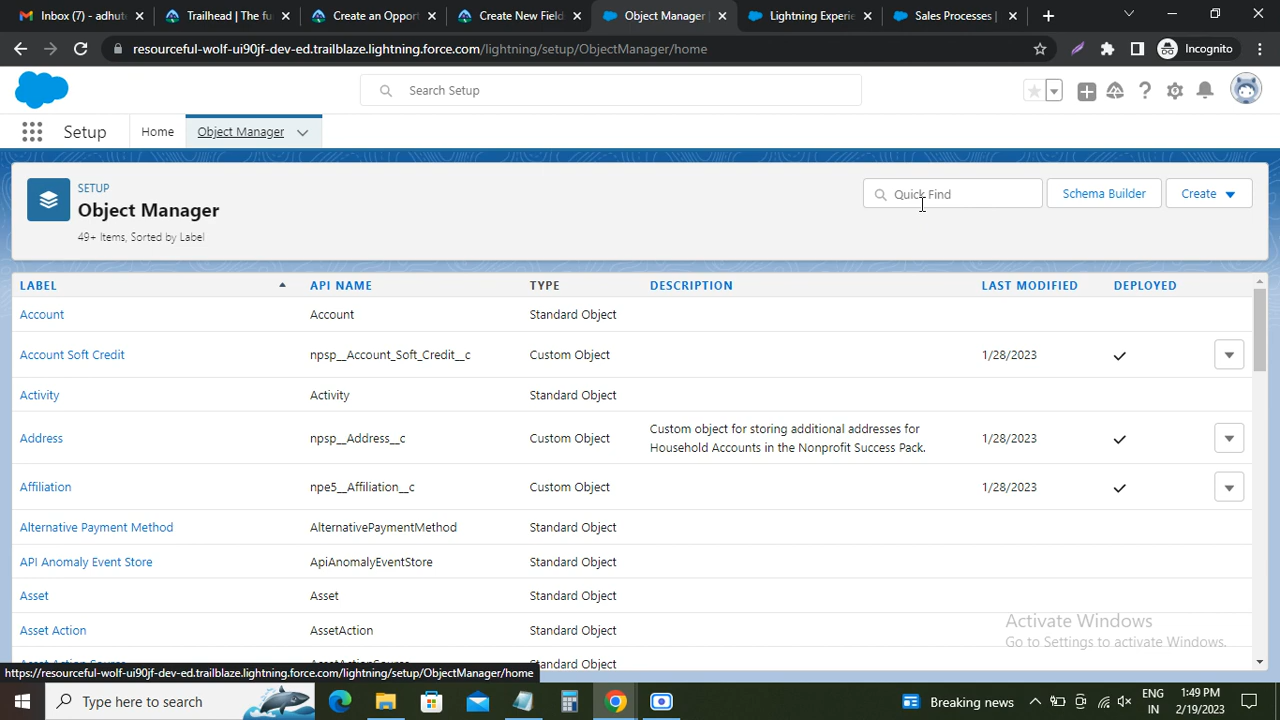 Inbox (7) - adhut
Trailhead | The fu
Create an Opport
Create New Field
Object Manager
Lightning Experie
Sales Processes |
resourceful-wolf-ui90jf-dev-ed.trailblaze.lightning.force.com/lightning/setup/ObjectManager/home
Incognito
Search Setup
Setup
Home
Object Manager
SETUP
Object Manager
49+ Items, Sorted by Label
Quick Find
Schema Builder
Create
LABEL API NAME TYPE DESCRIPTION LAST MODIFIED DEPLOYED
Account Account Standard Object
Account Soft Credit npsp__Account_Soft_Credit__c Custom Object 1/28/2023
Activity Activity Standard Object
Address npsp__Address__c Custom Object Custom object for storing additional addresses for 1/28/2023
Household Accounts in the Nonprofit Success Pack.
Affiliation npe5__Affiliation__c Custom Object 1/28/2023
Alternative Payment Method AlternativePaymentMethod Standard Object
API Anomaly Event Store ApiAnomalyEventStore Standard Object
Asset Asset Standard Object
Asset Action AssetAction Standard Object
Asset Action Source AssetActionSource Standard Object
Activate Windows
Go to Settings to activate Windows.
https://resourceful-wolf-ui90jf-dev-ed.trailblaze.lightning.force.com/lightning/setup/ObjectManager/home
Type here to search
Breaking news
ENG
IN
1:49 PM
2/19/2023